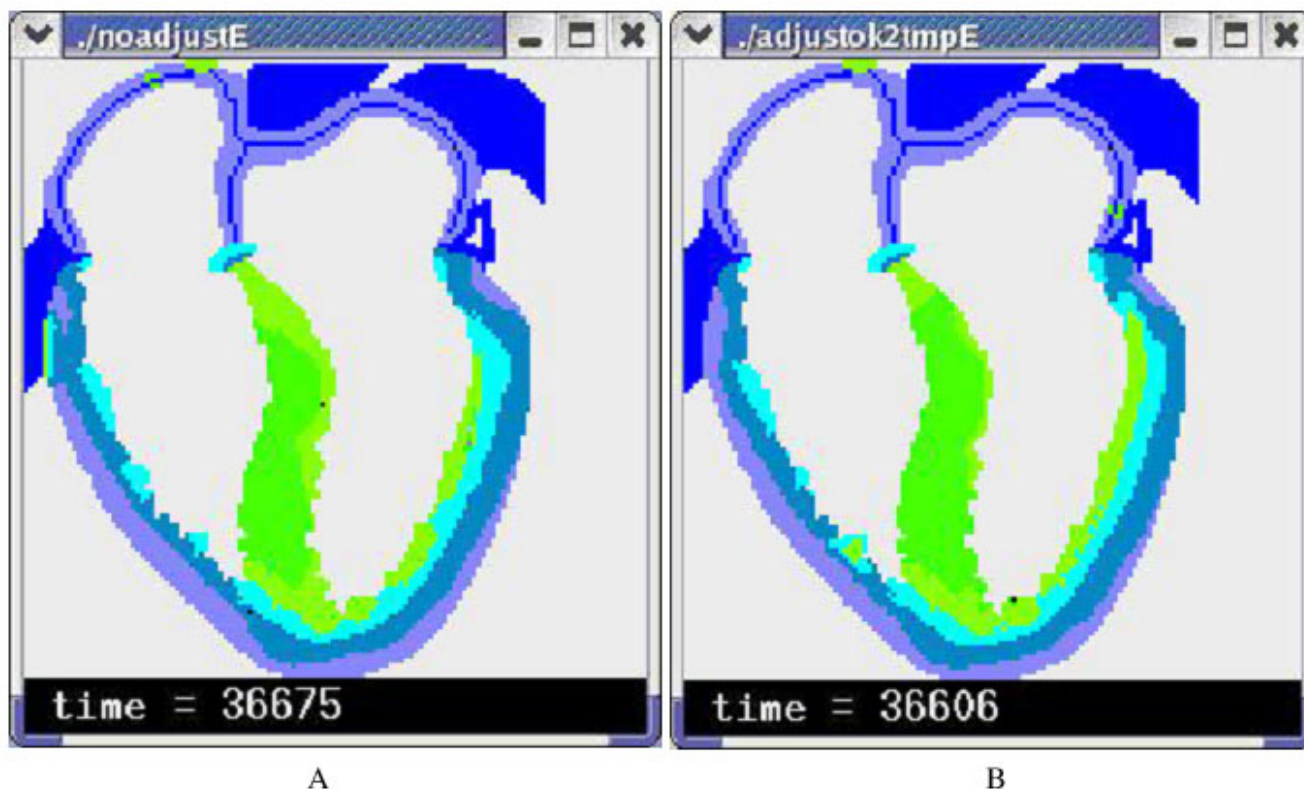 ./noadjustE
./adjustok2tmpE
time = 36675
time = 36606
A
B